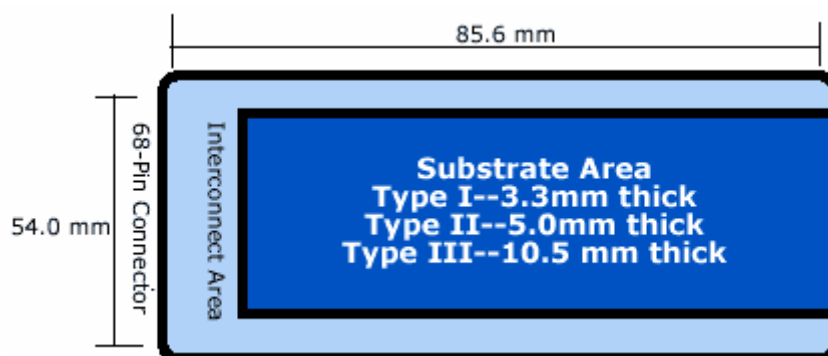 85.6 mm
54.0 mm
68-Pin Connector
Interconnect Area
Substrate Area
Type I--3.3mm thick
Type II--5.0mm thick
Type III--10.5 mm thick